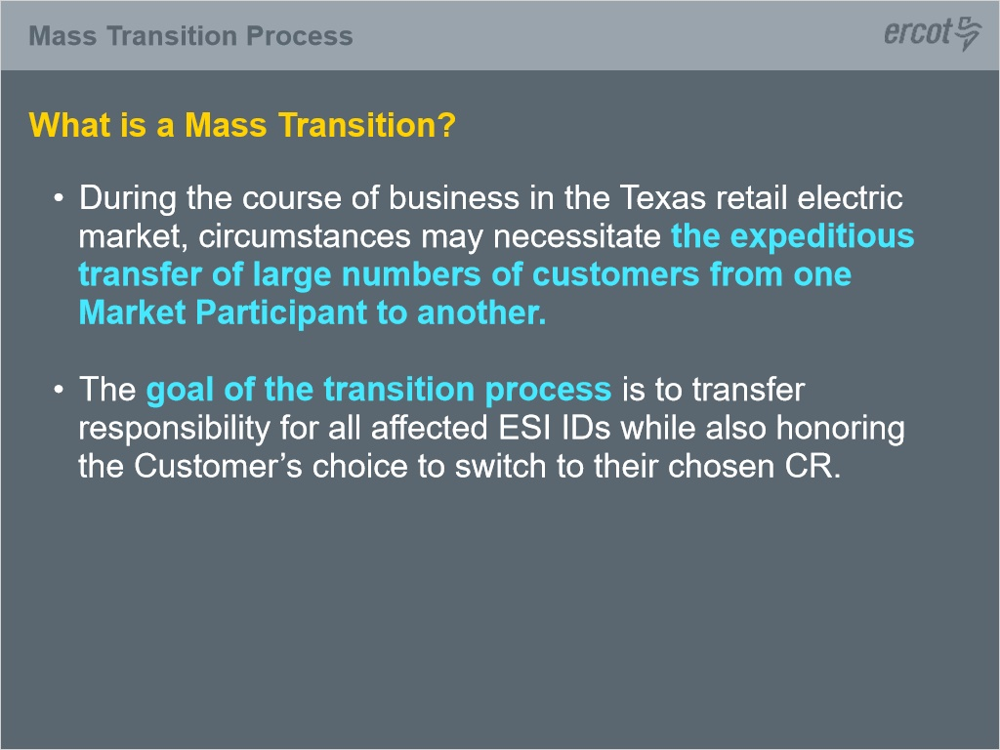 Mass Transition Process
ercot
What is a Mass Transition?
• During the course of business in the Texas retail electric
market, circumstances may necessitate the expeditious
transfer of large numbers of customers from one
Market Participant to another.
• The goal of the transition process is to transfer
responsibility for all affected ESI IDs while also honoring
the Customer’s choice to switch to their chosen CR.